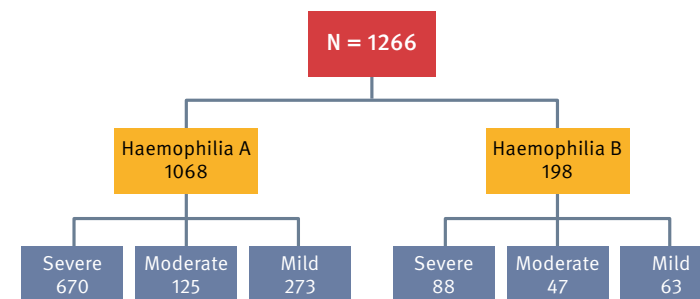 N = 1266
Haemophilia A
1068
Haemophilia B
198
Severe
670
Moderate
125
Mild
273
Severe
88
Moderate
47
Mild
63